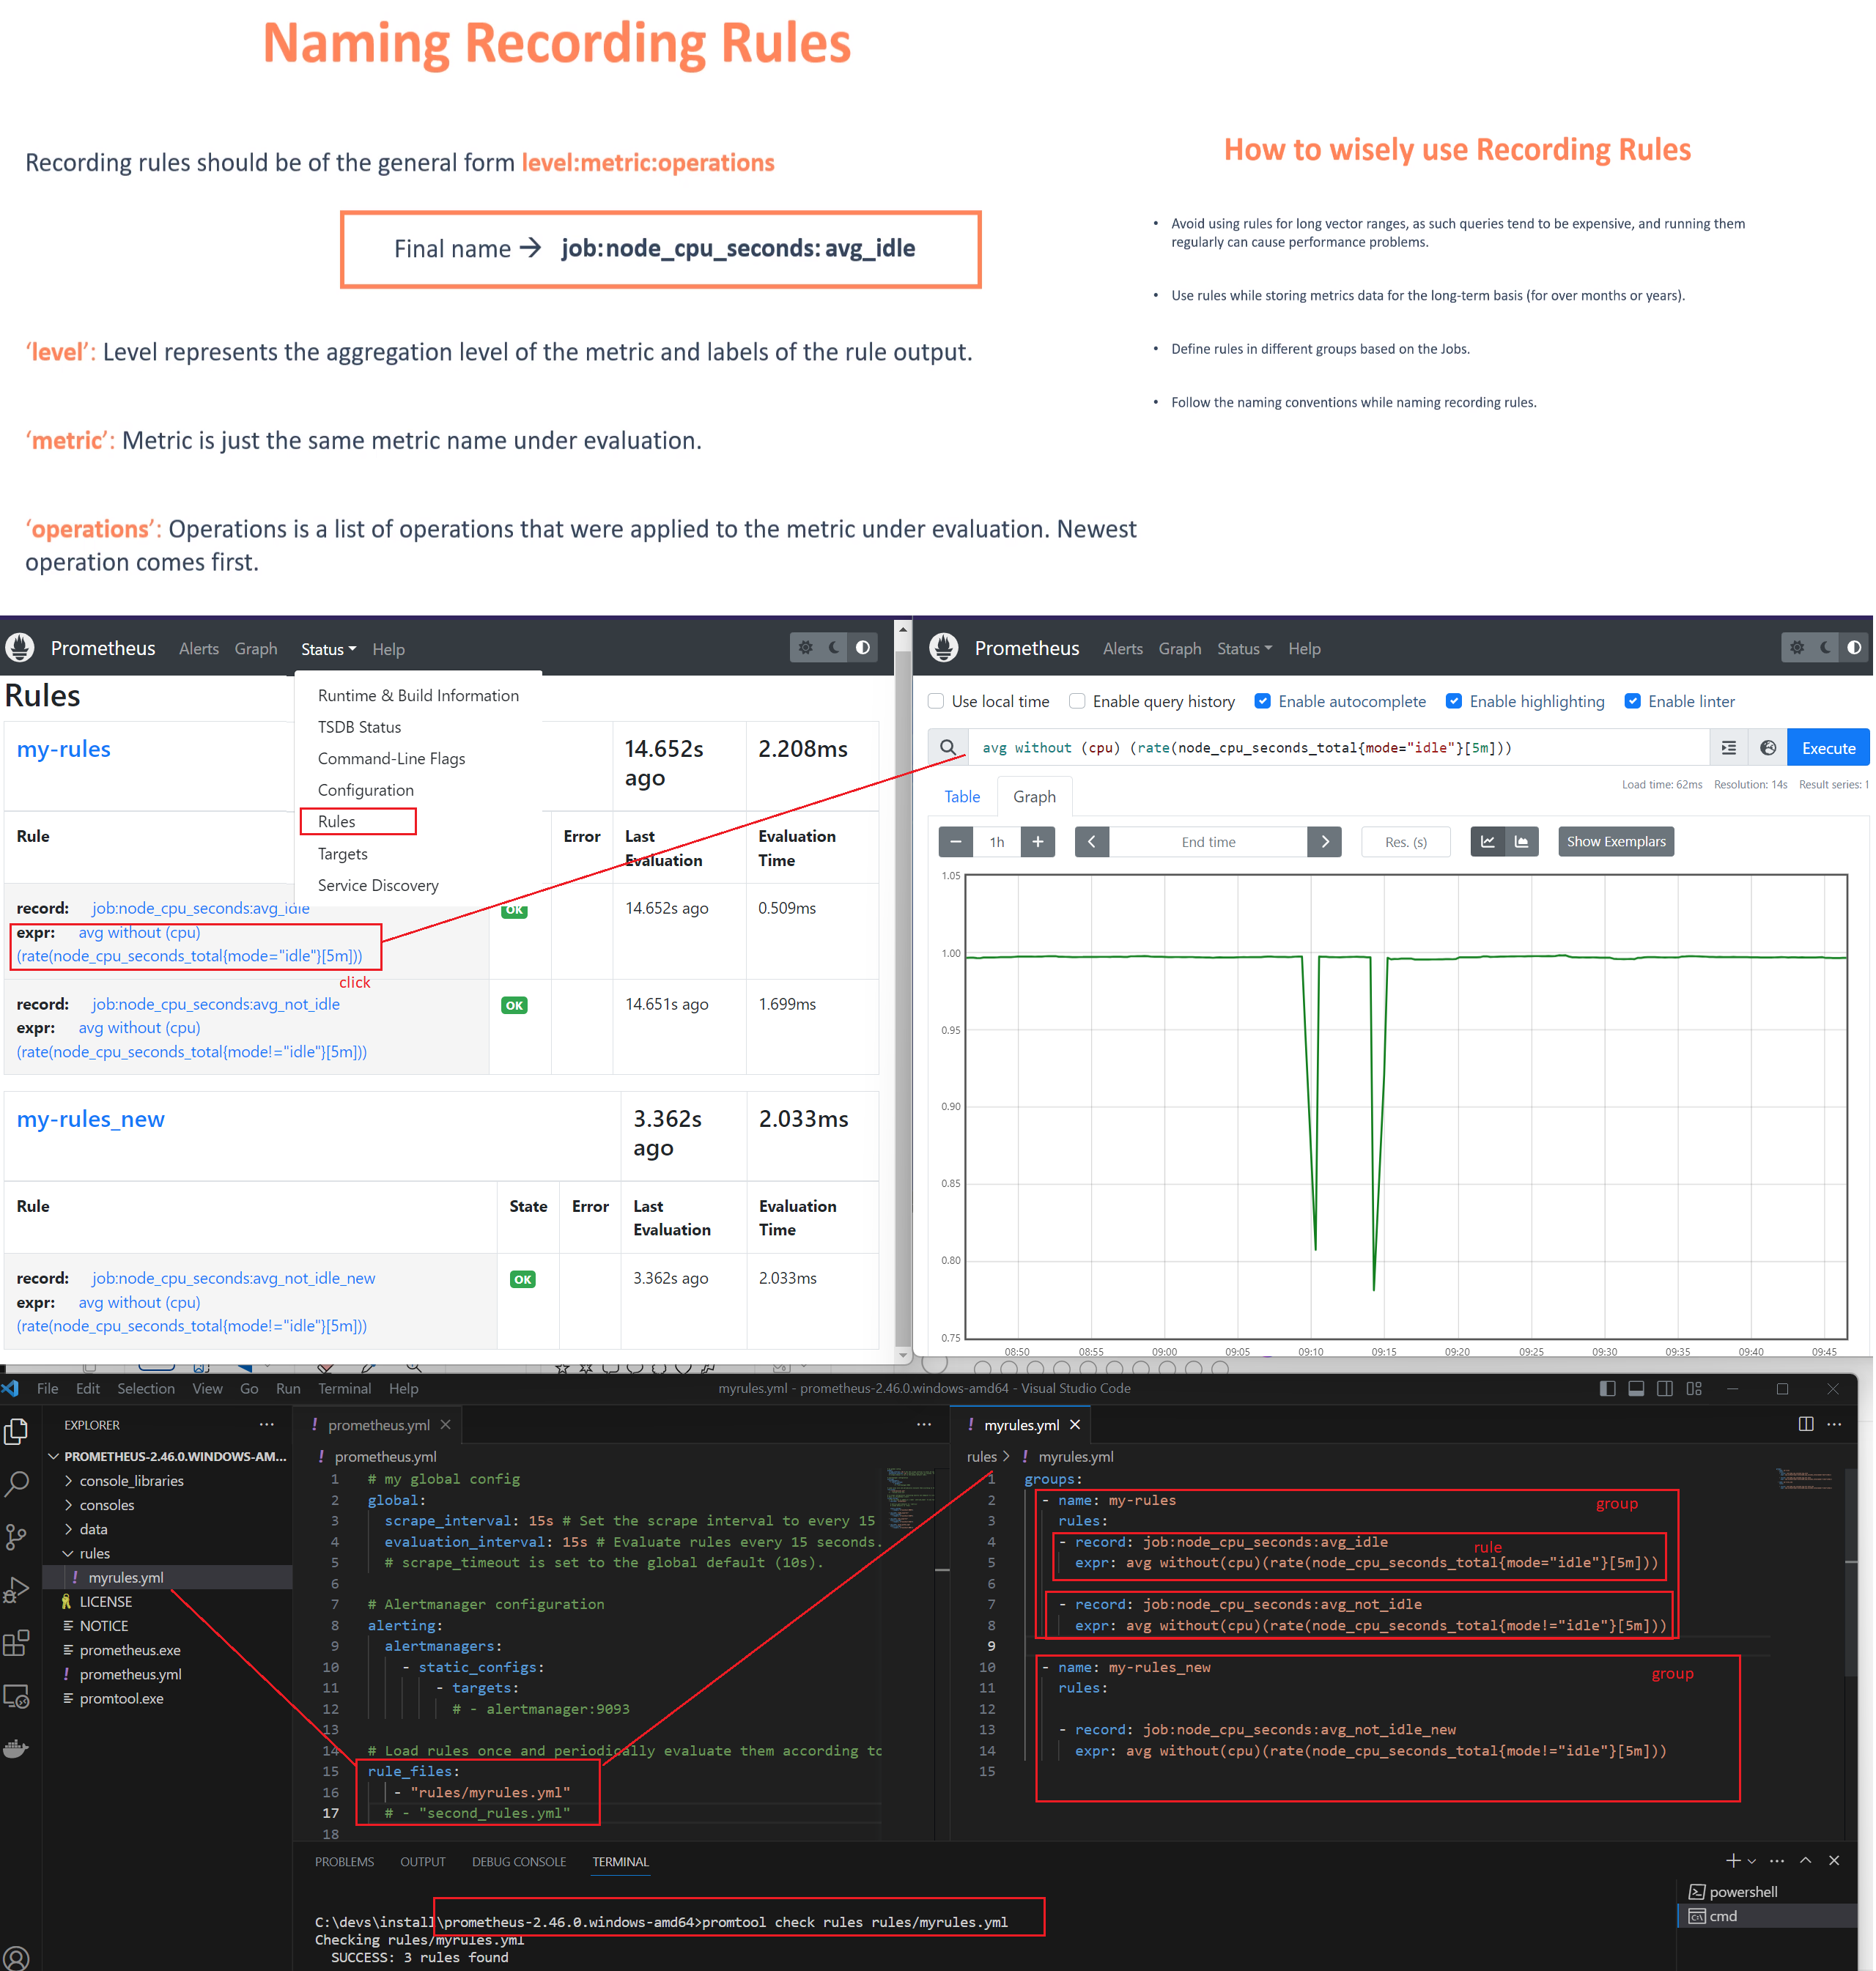 Naming Recording Rules
Recording rules should be of the general form level:metric:operations
Final name → job:node_cpu_seconds: avg_idle
‘level’: Level represents the aggregation level of the metric and labels of the rule output.
‘metric’: Metric is just the same metric name under evaluation.
‘operations’: Operations is a list of operations that were applied to the metric under evaluation. Newest
operation comes first.
How to wisely use Recording Rules
• Avoid using rules for long vector ranges, as such queries tend to be expensive, and running them
regularly can cause performance problems.
• Use rules while storing metrics data for the long-term basis (for over months or years).
• Define rules in different groups based on the Jobs.
• Follow the naming conventions while naming recording rules.
Prometheus Alerts Graph Status Help
Rules
Runtime & Build Information
TSDB Status
Command-Line Flags
Configuration
Rules
Targets
Service Discovery
my-rules
14.652s
ago
2.208ms
Rule Error Last
Evaluation
Evaluation
Time
record: job:node_cpu_seconds:avg_idle OK 14.652s ago 0.509ms
expr: avg without (cpu)
(rate(node_cpu_seconds_total{mode="idle"}[5m]))
click
record: job:node_cpu_seconds:avg_not_idle OK 14.651s ago 1.699ms
expr: avg without (cpu)
(rate(node_cpu_seconds_total{mode!="idle"}[5m]))
my-rules_new
3.362s
ago
2.033ms
Rule State Error Last
Evaluation
Evaluation
Time
record: job:node_cpu_seconds:avg_not_idle_new OK 3.362s ago 2.033ms
expr: avg without (cpu)
(rate(node_cpu_seconds_total{mode!="idle"}[5m]))
Prometheus Alerts Graph Status Help
Use local time Enable query history Enable autocomplete Enable highlighting Enable linter
avg without (cpu) (rate(node_cpu_seconds_total{mode="idle"}[5m])) Execute
Load time: 62ms Resolution: 14s Result series: 1
Table Graph
− 1h + End time Res. (s) Show Exemplars
1.05
1.00
0.95
0.90
0.85
0.80
0.75
08:50 08:55 09:00 09:05 09:10 09:15 09:20 09:25 09:30 09:35 09:40 09:45
File Edit Selection View Go Run Terminal Help myrules.yml - prometheus-2.46.0.windows-amd64 - Visual Studio Code
EXPLORER ···
PROMETHEUS-2.46.0.WINDOWS-AM...
console_libraries
consoles
data
rules
! myrules.yml
LICENSE
NOTICE
prometheus.exe
! prometheus.yml
promtool.exe
! prometheus.yml ···
! prometheus.yml
1 # my global config
2 global:
3 scrape_interval: 15s # Set the scrape interval to every 15
4 evaluation_interval: 15s # Evaluate rules every 15 seconds.
5 # scrape_timeout is set to the global default (10s).
6
7 # Alertmanager configuration
8 alerting:
9 alertmanagers:
10 - static_configs:
11 - targets:
12 # - alertmanager:9093
13
14 # Load rules once and periodically evaluate them according to
15 rule_files:
16 - "rules/myrules.yml"
17 # - "second_rules.yml"
18
! myrules.yml ···
rules > ! myrules.yml
1 groups:
2 - name: my-rules group
3 rules:
4 - record: job:node_cpu_seconds:avg_idle rule
5 expr: avg without(cpu)(rate(node_cpu_seconds_total{mode="idle"}[5m]))
6
7 - record: job:node_cpu_seconds:avg_not_idle
8 expr: avg without(cpu)(rate(node_cpu_seconds_total{mode!="idle"}[5m]))
9
10 - name: my-rules_new group
11 rules:
12
13 - record: job:node_cpu_seconds:avg_not_idle_new
14 expr: avg without(cpu)(rate(node_cpu_seconds_total{mode!="idle"}[5m]))
15
PROBLEMS OUTPUT DEBUG CONSOLE TERMINAL
C:\devs\install\prometheus-2.46.0.windows-amd64>promtool check rules rules/myrules.yml
Checking rules/myrules.yml
SUCCESS: 3 rules found
powershell
cmd